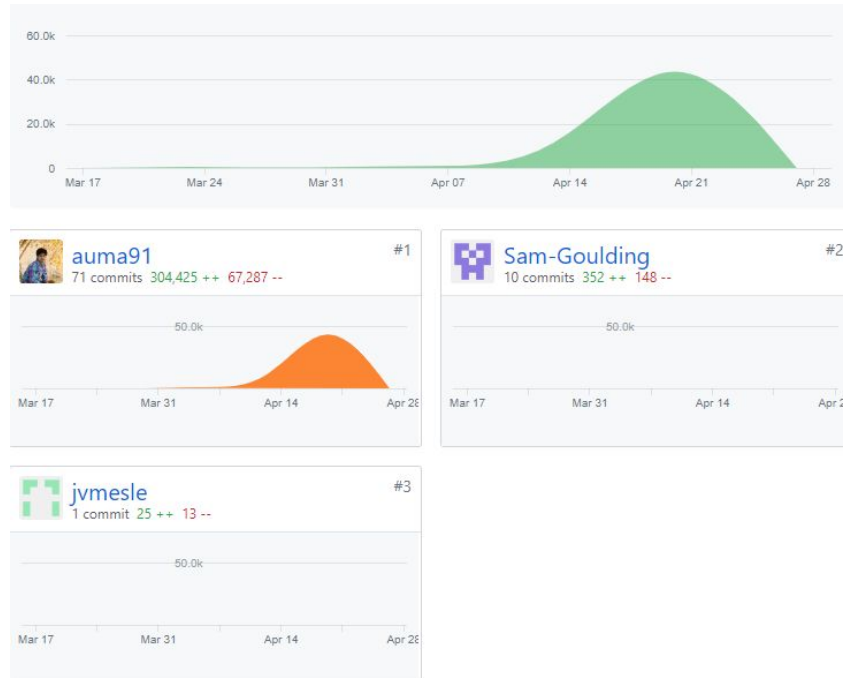 60.0k
40.0k
20.0k
0
Mar 17 Mar 24 Mar 31 Apr 07 Apr 14 Apr 21 Apr 28
auma91 #1
71 commits 304,425 ++ 67,287 --
50.0k
Mar 17 Mar 31 Apr 14 Apr 28
Sam-Goulding #2
10 commits 352 ++ 148 --
50.0k
Mar 17 Mar 31 Apr 14 Apr 2
jvmesle #3
1 commit 25 ++ 13 --
50.0k
Mar 17 Mar 31 Apr 14 Apr 28